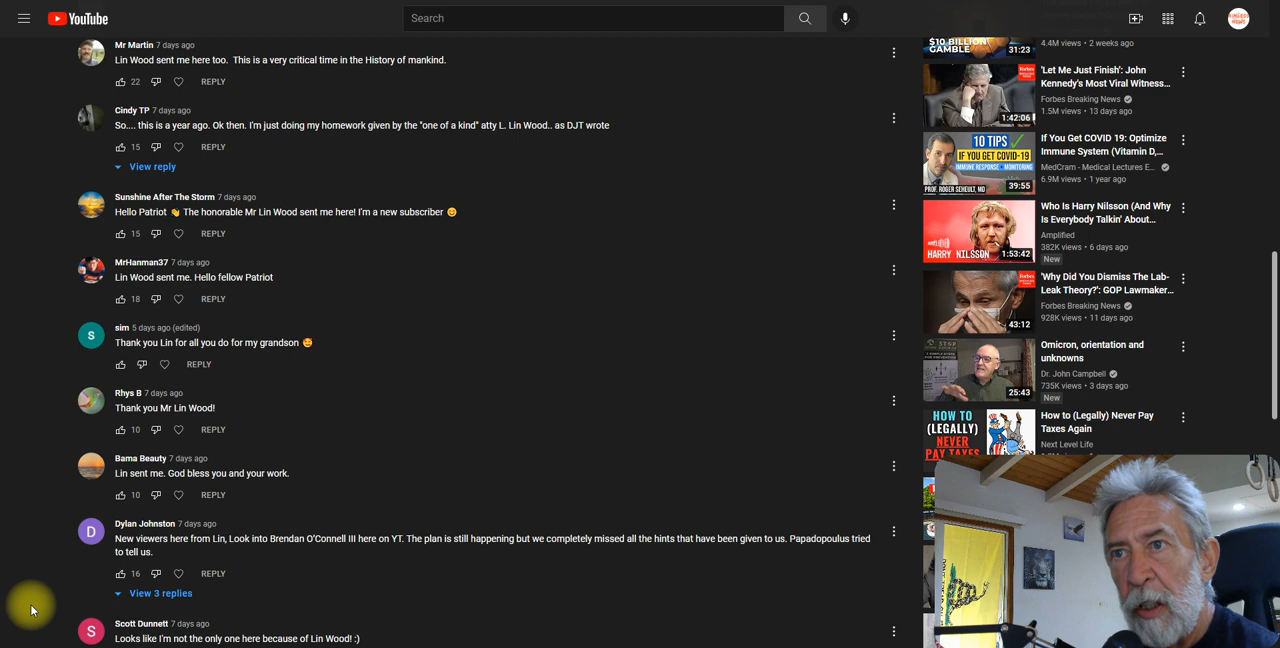 YouTube
Search
Mr Martin 7 days ago
Lin Wood sent me here too. This is a very critical time in the History of mankind.
22 REPLY
Cindy TP 7 days ago
So.... this is a year ago. Ok then. I'm just doing my homework given by the "one of a kind" atty L. Lin Wood.. as DJT wrote
15 REPLY
View reply
Sunshine After The Storm 7 days ago
Hello Patriot 👋 The honorable Mr Lin Wood sent me here! I'm a new subscriber 😊
15 REPLY
MrHanman37 7 days ago
Lin Wood sent me. Hello fellow Patriot
18 REPLY
S
sim 5 days ago (edited)
Thank you Lin for all you do for my grandson 🥰
REPLY
Rhys B 7 days ago
Thank you Mr Lin Wood!
10 REPLY
Bama Beauty 7 days ago
Lin sent me. God bless you and your work.
10 REPLY
D
Dylan Johnston 7 days ago
New viewers here from Lin, Look into Brendan O'Connell III here on YT. The plan is still happening but we completely missed all the hints that have been given to us. Papadopoulus tried
to tell us.
16 REPLY
View 3 replies
S
Scott Dunnett 7 days ago
Looks like I'm not the only one here because of Lin Wood! :)
$10 BILLION
GAMBLE
31:23
4.4M views • 2 weeks ago
1:42:06
'Let Me Just Finish': John
Kennedy's Most Viral Witness...
Forbes Breaking News
1.5M views • 13 days ago
10 TIPS
IF YOU GET COVID-19
IMMUNE RESPONSE + MONITORING
PROF. ROGER SEHEULT, MD
39:55
If You Get COVID 19: Optimize
Immune System (Vitamin D,...
MedCram - Medical Lectures E...
6.9M views • 1 year ago
HARRY NILSSON
1:53:42
Who Is Harry Nilsson (And Why
Is Everybody Talkin' About...
Amplified
382K views • 6 days ago
New
43:12
'Why Did You Dismiss The Lab-
Leak Theory?': GOP Lawmaker...
Forbes Breaking News
928K views • 11 days ago
25:43
Omicron, orientation and
unknowns
Dr. John Campbell
735K views • 3 days ago
New
HOW TO
(LEGALLY)
NEVER
PAY TAXES
How to (Legally) Never Pay
Taxes Again
Next Level Life